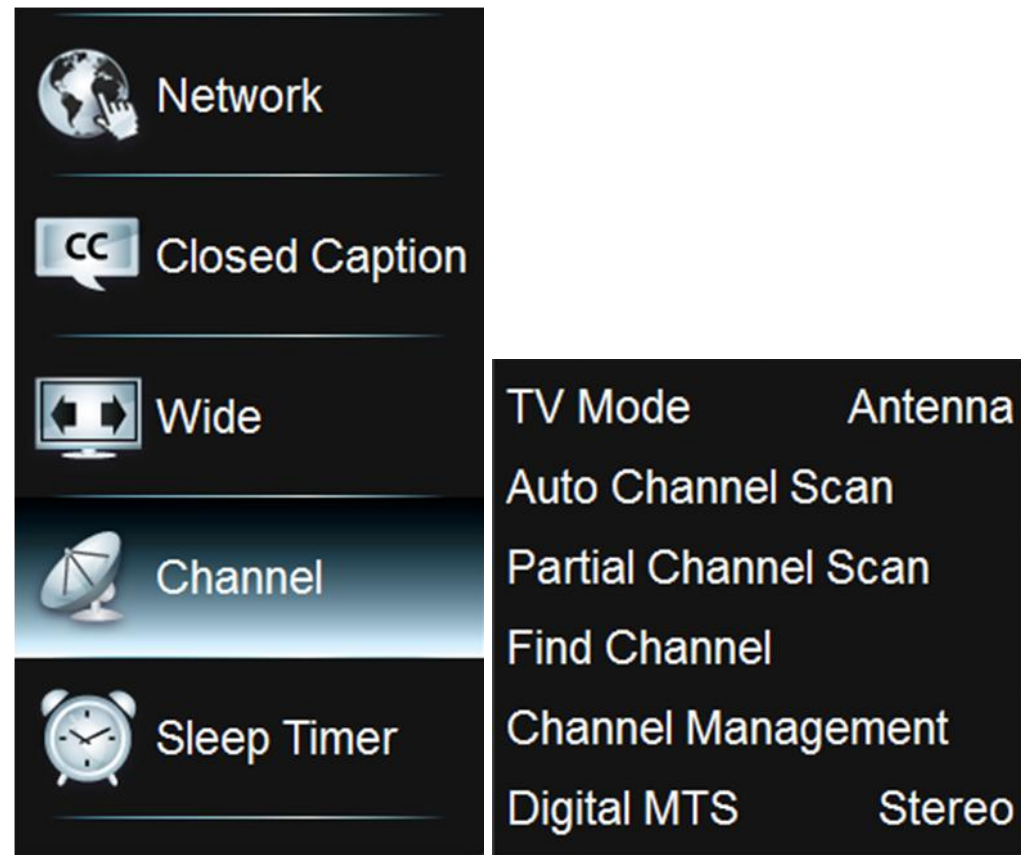 Network
CC
Closed Caption
Wide
Channel
Sleep Timer
TV Mode Antenna
Auto Channel Scan
Partial Channel Scan
Find Channel
Channel Management
Digital MTS Stereo